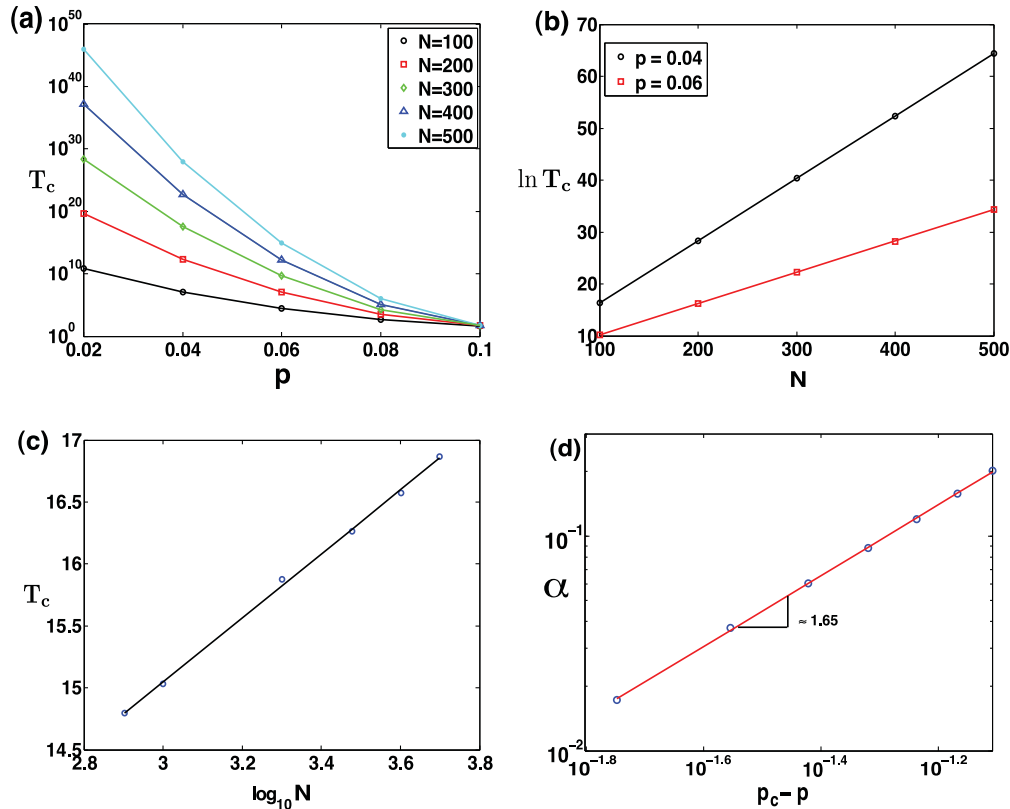 (a)
10^50
10^40
10^30
T_c
10^20
10^10
10^0
0.02
0.04
0.06
0.08
0.1
p
N=100
N=200
N=300
N=400
N=500
(b)
70
60
50
ln T_c
40
30
20
10
100
200
300
400
500
N
p = 0.04
p = 0.06
(c)
17
16.5
16
T_c
15.5
15
14.5
2.8
3
3.2
3.4
3.6
3.8
log_10 N
(d)
10^-1
α
10^-2
≈ 1.65
10^-1.8
10^-1.6
10^-1.4
10^-1.2
p_c − p